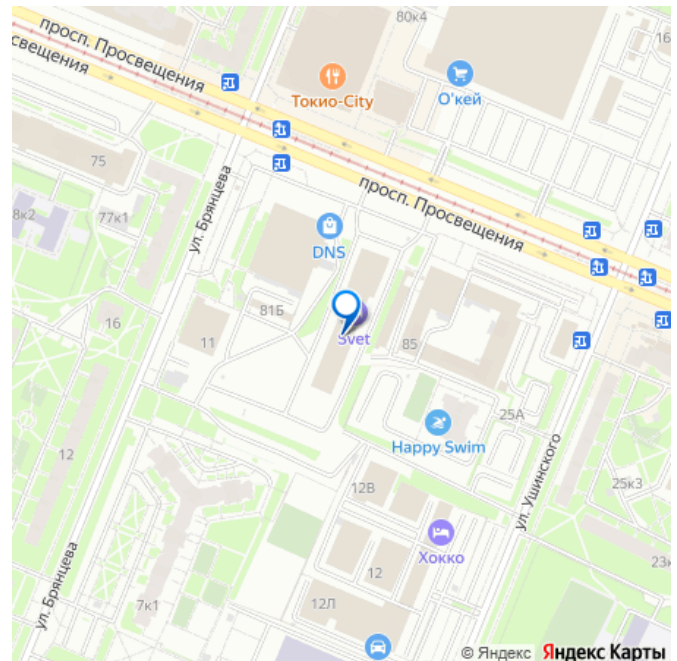 80к4
16
просп. Просвещения
Просвещения
Токио-City
О'кей
75
ул. Брянцева
просп. Просвещения
8к2
77к1
DNS
81Б
16
11
Svet
85
25А
Happy Swim
12
12В
ул. Ушинского
25к3
Хокко
23к
12
ул. Брянцева
7к1
12Л
© Яндекс Яндекс Карты